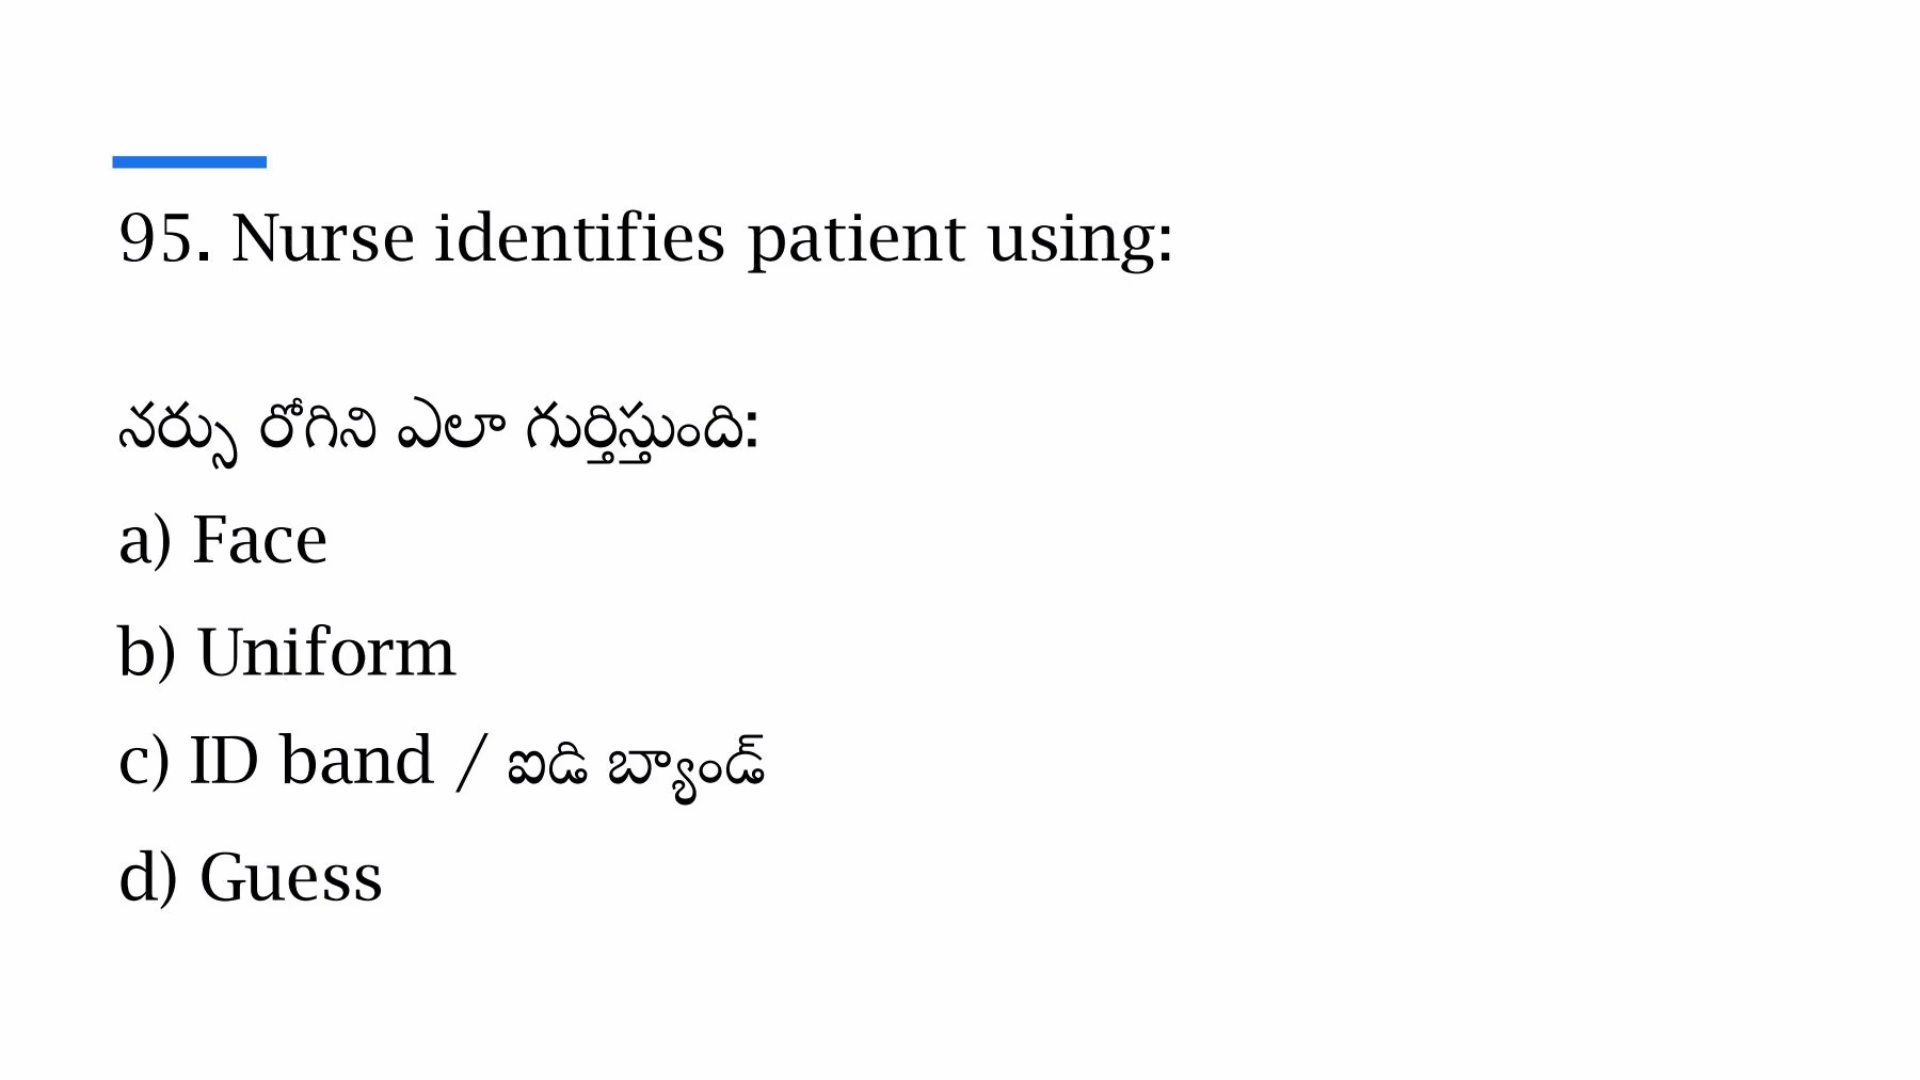 95. Nurse identifies patient using:
నర్సు రోగిని ఎలా గుర్తిస్తుంది:
a) Face
b) Uniform
c) ID band / ఐడి బ్యాండ్
d) Guess